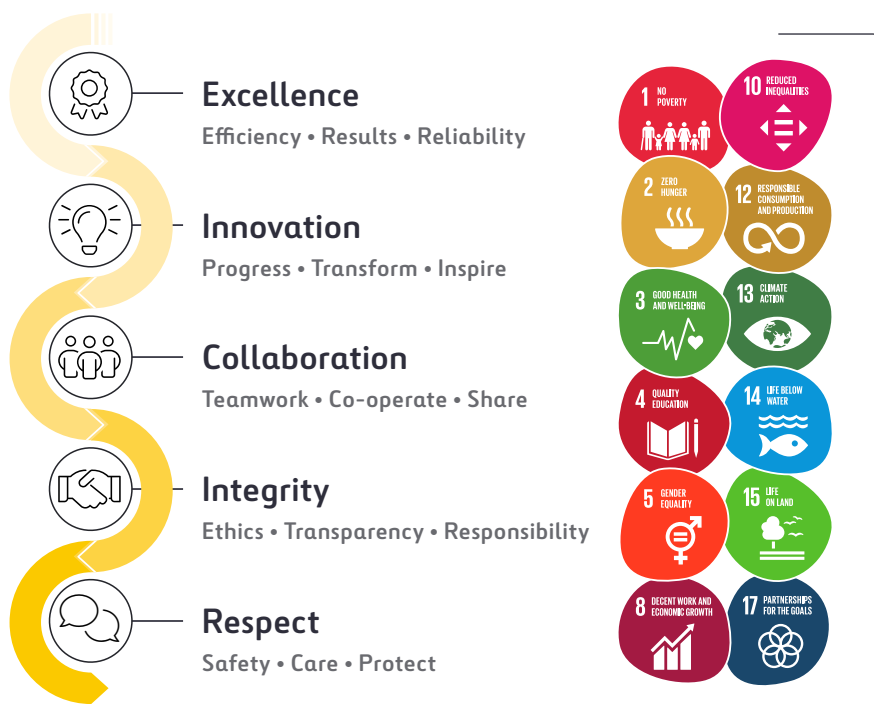 Excellence
Efficiency • Results • Reliability
Innovation
Progress • Transform • Inspire
Collaboration
Teamwork • Co-operate • Share
Integrity
Ethics • Transparency • Responsibility
Respect
Safety • Care • Protect
1 NO
POVERTY
10 REDUCED
INEQUALITIES
2 ZERO
HUNGER
12 RESPONSIBLE
CONSUMPTION
AND PRODUCTION
3 GOOD HEALTH
AND WELL-BEING
13 CLIMATE
ACTION
4 QUALITY
EDUCATION
14 LIFE BELOW
WATER
5 GENDER
EQUALITY
15 LIFE
ON LAND
8 DECENT WORK AND
ECONOMIC GROWTH
17 PARTNERSHIPS
FOR THE GOALS